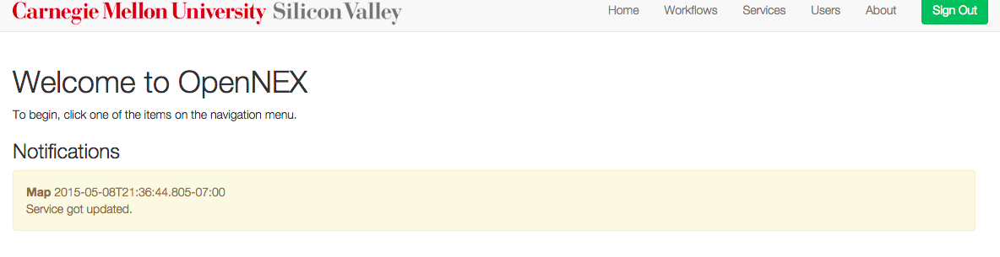 Carnegie Mellon University Silicon Valley Home Workflows Services Users About Sign Out
Welcome to OpenNEX
To begin, click one of the items on the navigation menu.
Notifications
Map 2015-05-08T21:36:44.805-07:00
Service got updated.